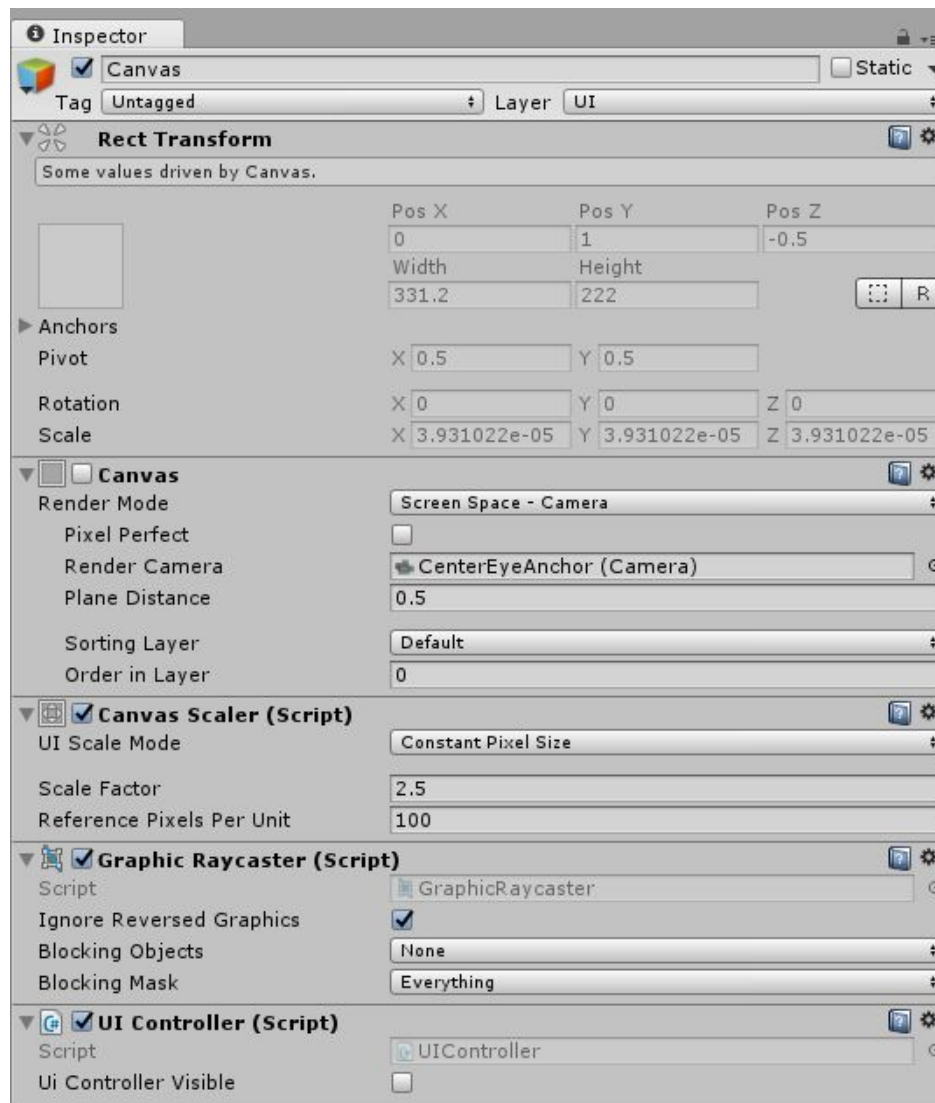 Inspector
Canvas Static
Tag Untagged Layer UI
Rect Transform
Some values driven by Canvas.
Pos X Pos Y Pos Z
0 1 -0.5
Width Height
331.2 222
R
Anchors
Pivot X 0.5 Y 0.5
Rotation X 0 Y 0 Z 0
Scale X 3.931022e-05 Y 3.931022e-05 Z 3.931022e-05
Canvas
Render Mode Screen Space - Camera
Pixel Perfect
Render Camera CenterEyeAnchor (Camera)
Plane Distance 0.5
Sorting Layer Default
Order in Layer 0
Canvas Scaler (Script)
UI Scale Mode Constant Pixel Size
Scale Factor 2.5
Reference Pixels Per Unit 100
Graphic Raycaster (Script)
Script GraphicRaycaster
Ignore Reversed Graphics
Blocking Objects None
Blocking Mask Everything
UI Controller (Script)
Script UIController
Ui Controller Visible